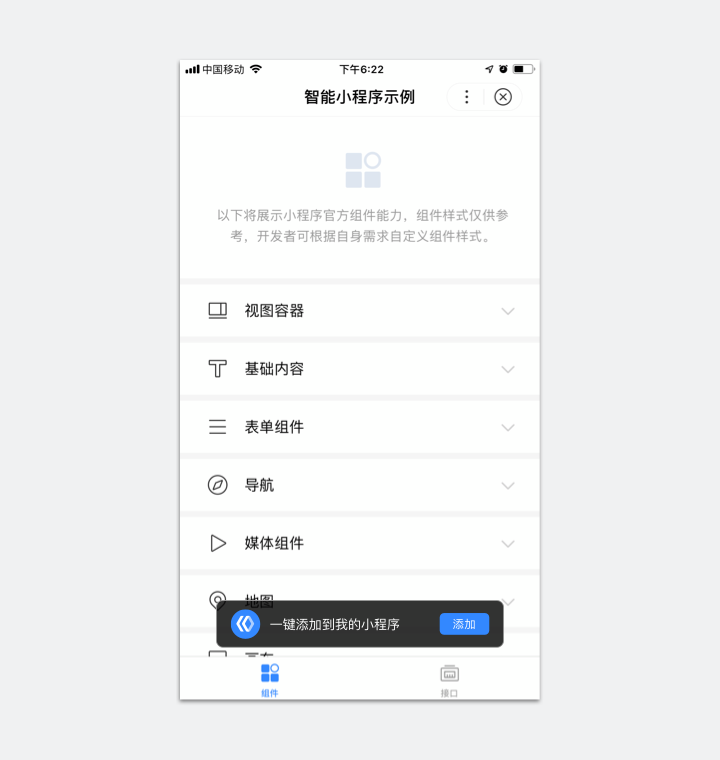 中国移动
下午6:22
智能小程序示例
以下将展示小程序官方组件能力，组件样式仅供参
考，开发者可根据自身需求自定义组件样式。
视图容器
基础内容
表单组件
导航
媒体组件
地图
一键添加到我的小程序
添加
组件
接口